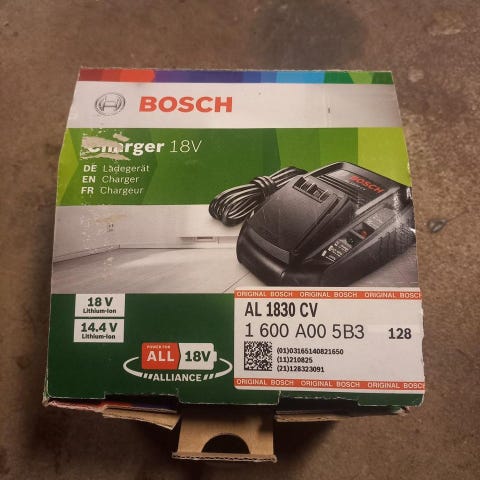 BOSCH
Charger 18V
DE Ladegerät
EN Charger
FR Chargeur
BOSCH
18 V
Lithium-Ion
14.4 V
Lithium-Ion
POWER FOR
ALL 18V
ALLIANCE
ORIGINAL BOSCH ORIGINAL BOSCH ORIGINAL BOSCH
AL 1830 CV
1 600 A00 5B3 128
(01)03165140821650
(11)210825
(21)128323091
ORIGINAL BOSCH ORIGINAL BOSCH ORIGINAL BOSCH